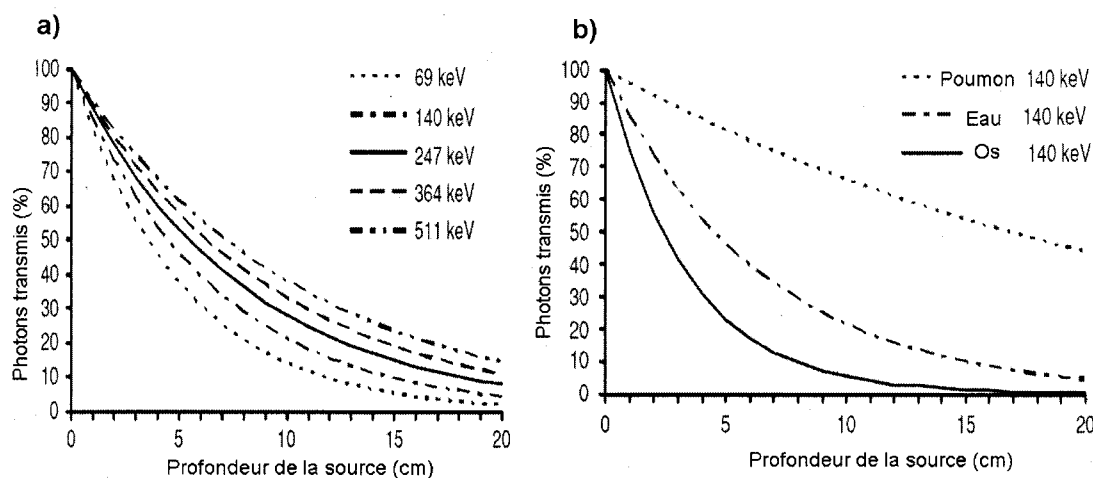 a)
69 keV
140 keV
247 keV
364 keV
511 keV
Photons transmis (%)
100
90
80
70
60
50
40
30
20
10
0
0
5
10
15
20
Profondeur de la source (cm)
b)
Poumon 140 keV
Eau 140 keV
Os 140 keV
Photons transmis (%)
100
90
80
70
60
50
40
30
20
10
0
0
5
10
15
20
Profondeur de la source (cm)